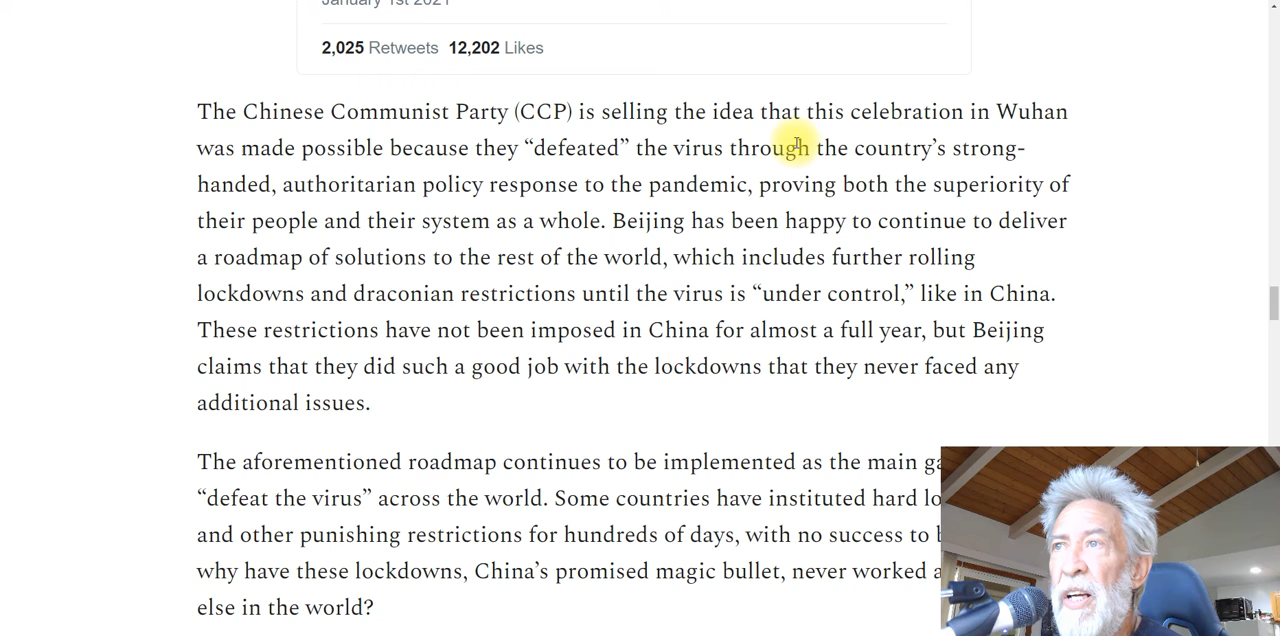 January 1st 2021
2,025 Retweets 12,202 Likes
The Chinese Communist Party (CCP) is selling the idea that this celebration in Wuhan
was made possible because they “defeated” the virus through the country’s strong-
handed, authoritarian policy response to the pandemic, proving both the superiority of
their people and their system as a whole. Beijing has been happy to continue to deliver
a roadmap of solutions to the rest of the world, which includes further rolling
lockdowns and draconian restrictions until the virus is “under control,” like in China.
These restrictions have not been imposed in China for almost a full year, but Beijing
claims that they did such a good job with the lockdowns that they never faced any
additional issues.
The aforementioned roadmap continues to be implemented as the main
“defeat the virus” across the world. Some countries have instituted hard
and other punishing restrictions for hundreds of days, with no success to
why have these lockdowns, China’s promised magic bullet, never worked
else in the world?